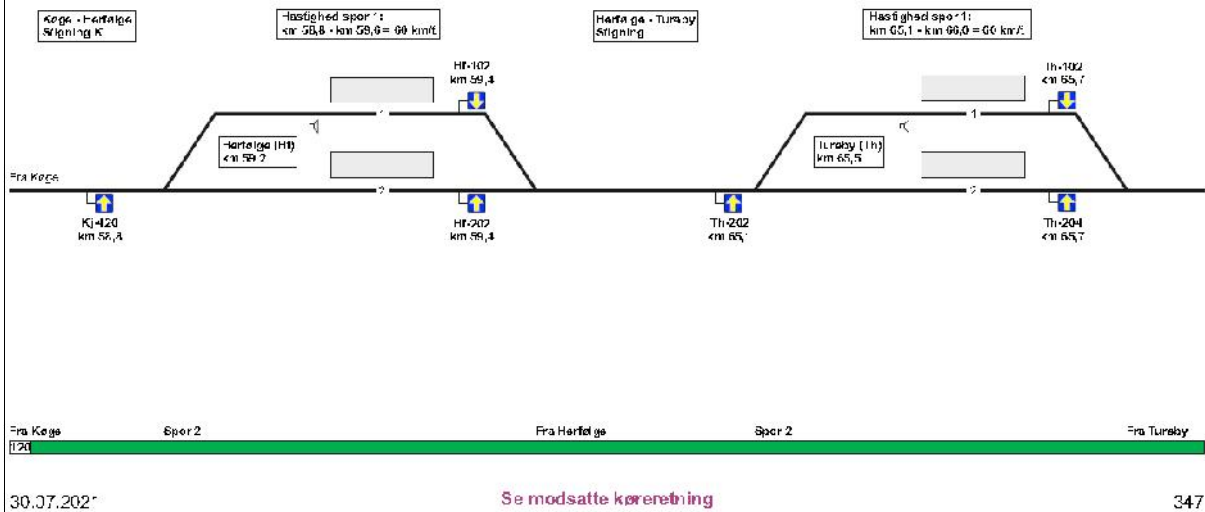 Køge - Herfølge
Stigning K
Hastighed spor 1:
km 58,8 - km 59,6 = 60 km/t
Herfølge - Tureby
Stigning
Hastighed spor 1:
km 65,1 - km 66,0 = 60 km/t
Hf-102
km 59,4
Th-102
km 65,7
1
1
Herfølge (Hf)
km 59,2
Tureby (Th)
km 65,5
Fra Køge
2
2
Kj-120
km 58,8
Hf-202
km 59,4
Th-202
km 65,1
Th-204
km 65,7
Fra Køge
Spor 2
Fra Herfølge
Spor 2
Fra Tureby
120
30.07.2021
Se modsatte køreretning
347